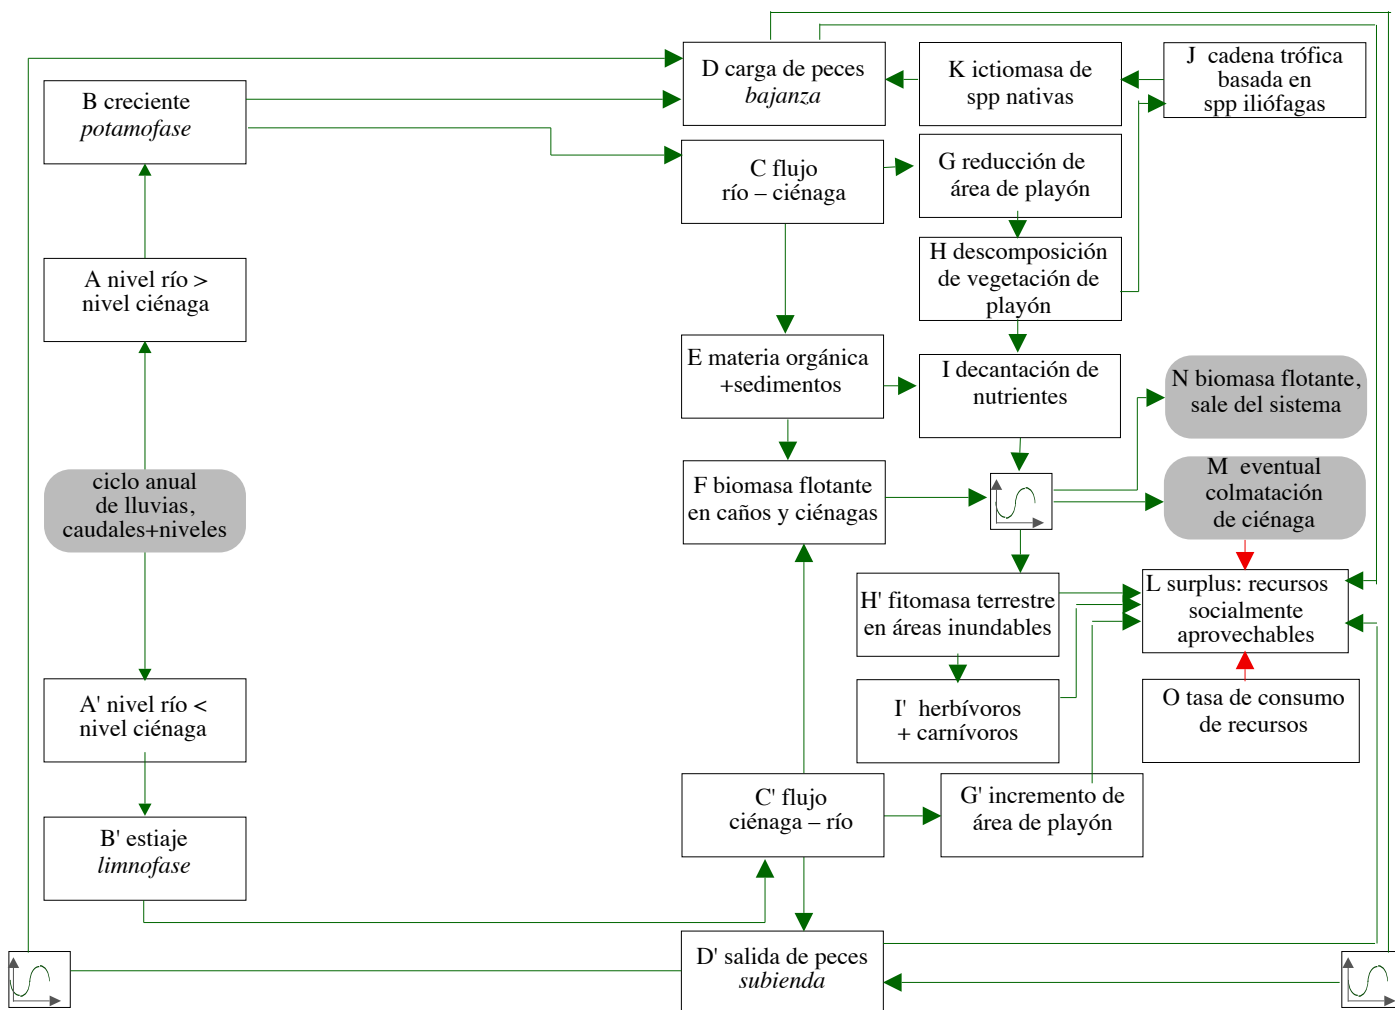 D carga de peces
bajanza
K ictiomasa de
spp nativas
J cadena trófica
basada en
spp iliófagas
B creciente
potamofase
C flujo
río – ciénaga
G reducción de
área de playón
H descomposición
de vegetación de
playón
A nivel río >
nivel ciénaga
E materia orgánica
+sedimentos
I decantación de
nutrientes
N biomasa flotante,
sale del sistema
ciclo anual
de lluvias,
caudales+niveles
F biomasa flotante
en caños y ciénagas
M eventual
colmatación
de ciénaga
H' fitomasa terrestre
en áreas inundables
L surplus: recursos
socialmente
aprovechables
A' nivel río <
nivel ciénaga
I' herbívoros
+ carnívoros
O tasa de consumo
de recursos
B' estiaje
limnofase
C' flujo
ciénaga – río
G' incremento de
área de playón
D' salida de peces
subienda